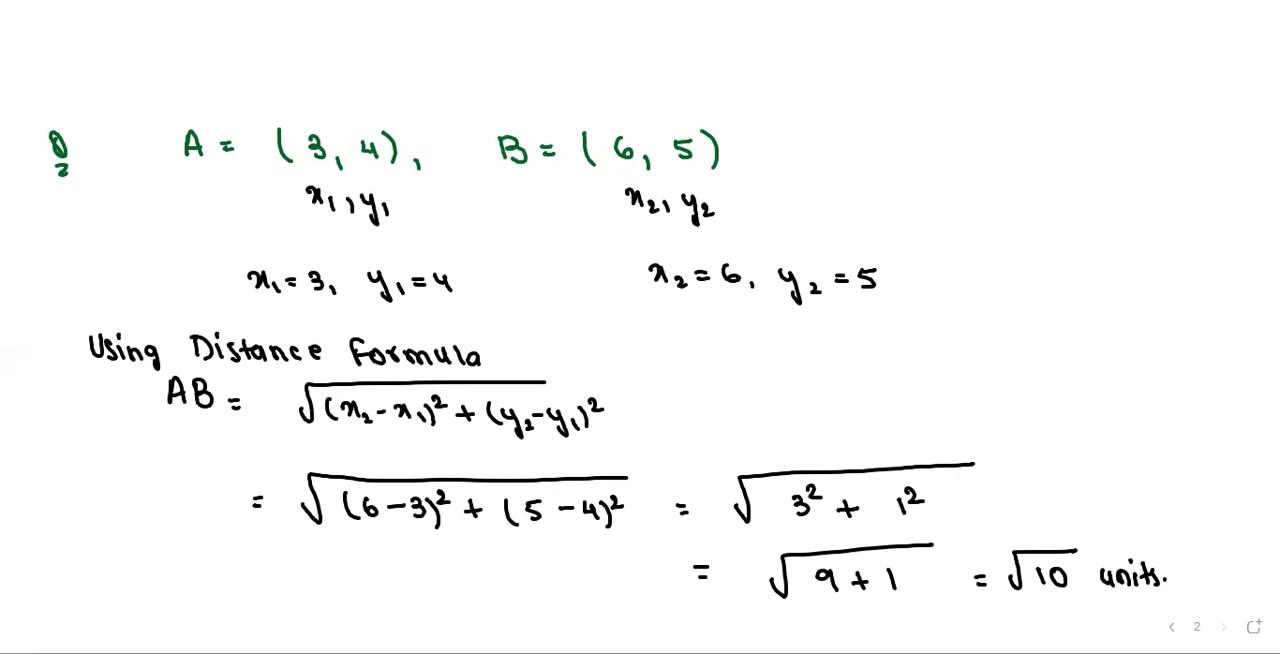 Q2 A = (3, 4), B = (6, 5)
x₁, y₁ x₂, y₂
x₁ = 3, y₁ = 4 x₂ = 6, y₂ = 5
Using Distance Formula
AB = √(x₂ - x₁)² + (y₂ - y₁)²
= √(6 - 3)² + (5 - 4)² = √3² + 1²
= √9 + 1 = √10 units.
< 2 >